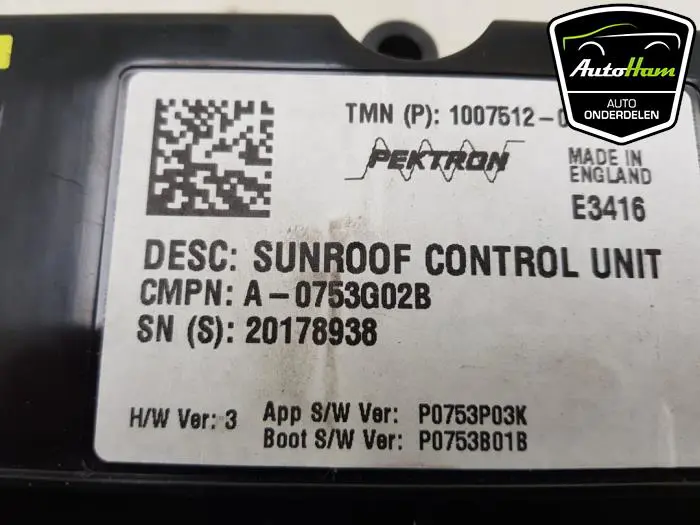 TMN (P): 1007512-
PEKTRON
MADE IN
ENGLAND
E3416
DESC: SUNROOF CONTROL UNIT
CMPN: A-0753G02B
SN (S): 20178938
H/W Ver: 3
App S/W Ver: P0753P03K
Boot S/W Ver: P0753B01B
AutoHam
AUTO
ONDERDELEN